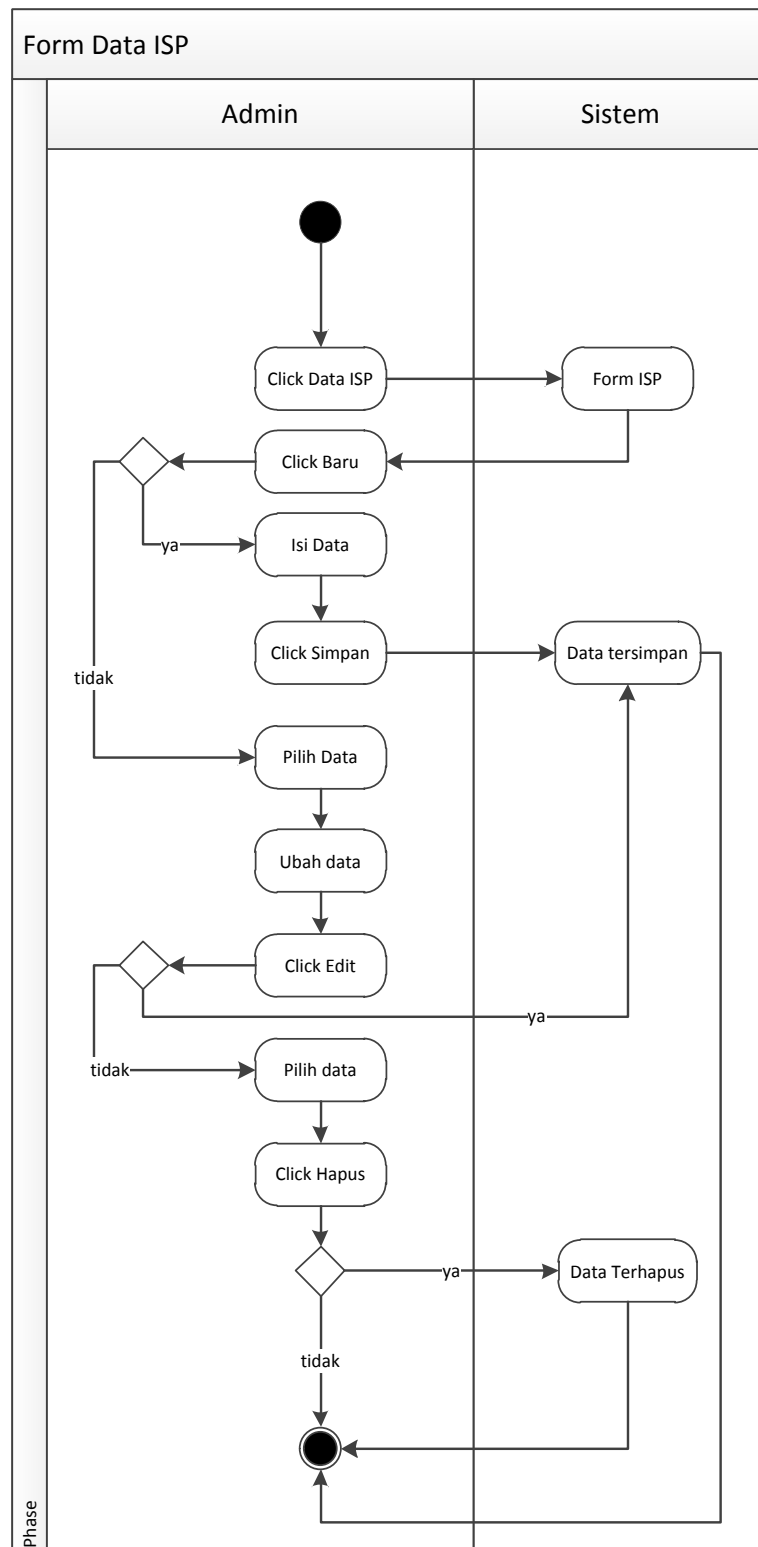 Form Data ISP
Admin
Sistem
Click Data ISP
Form ISP
Click Baru
ya
Isi Data
Click Simpan
Data tersimpan
tidak
Pilih Data
Ubah data
Click Edit
ya
tidak
Pilih data
Click Hapus
ya
Data Terhapus
tidak
Phase